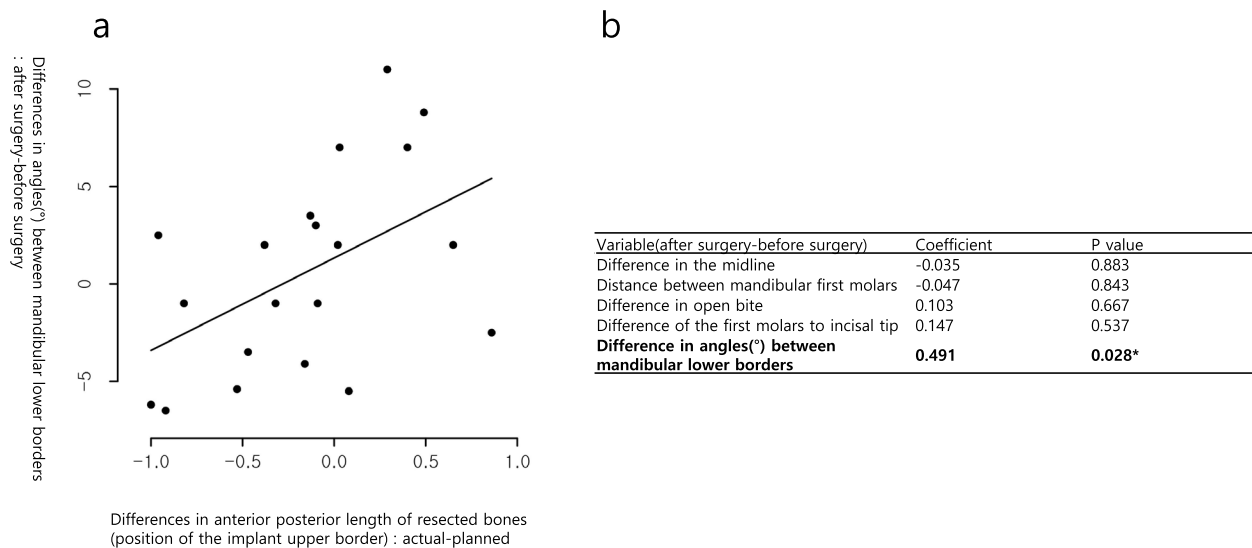 a
Differences in angles(°) between mandibular lower borders
: after surgery-before surgery
10
5
0
-5
-1.0 -0.5 0.0 0.5 1.0
Differences in anterior posterior length of resected bones
(position of the implant upper border) : actual-planned
b
Variable(after surgery-before surgery) Coefficient P value
Difference in the midline -0.035 0.883
Distance between mandibular first molars -0.047 0.843
Difference in open bite 0.103 0.667
Difference of the first molars to incisal tip 0.147 0.537
Difference in angles(°) between
mandibular lower borders 0.491 0.028*